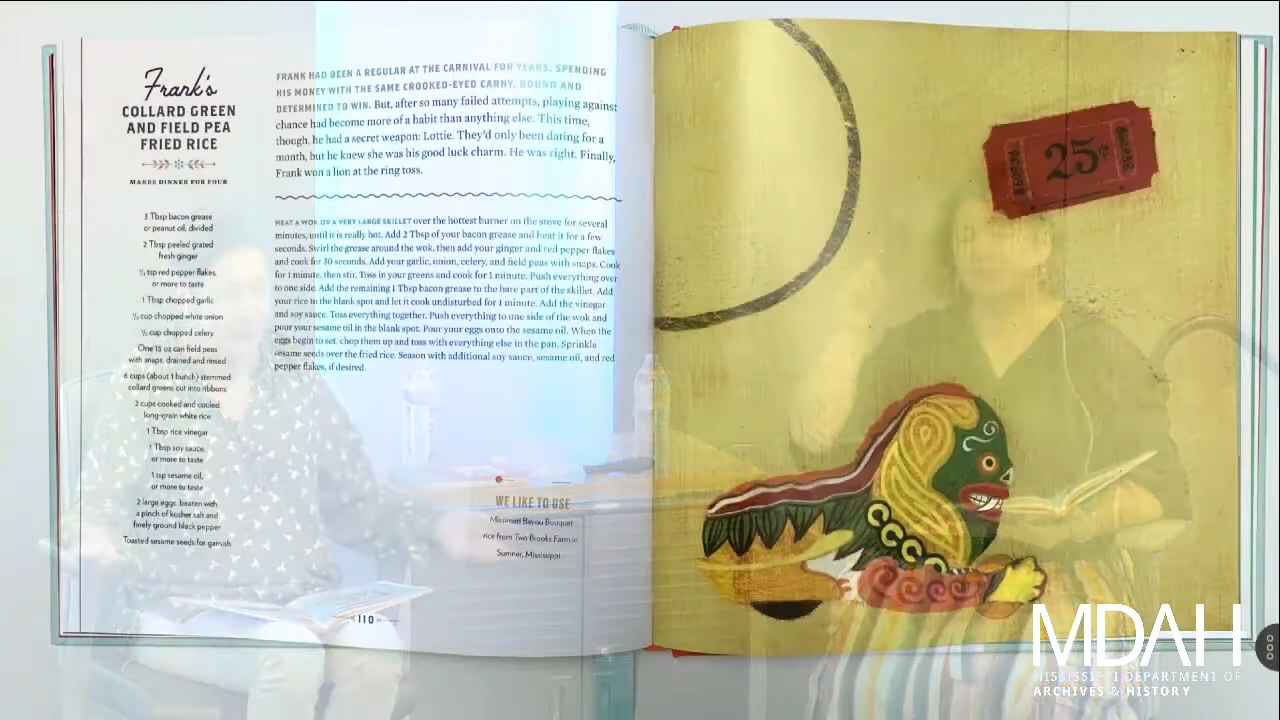 Frank's
COLLARD GREEN
AND FIELD PEA
FRIED RICE
MAKES DINNER FOR FOUR
3 Tbsp bacon grease
or peanut oil, divided
2 Tbsp peeled grated
fresh ginger
¼ tsp red pepper flakes,
or more to taste
1 Tbsp chopped garlic
½ cup chopped white onion
½ cup chopped celery
One 15 oz can field peas
with snaps, drained and rinsed
6 cups (about 1 bunch) stemmed
collard greens cut into ribbons
2 cups cooked and cooled
long-grain white rice
1 Tbsp rice vinegar
1 Tbsp soy sauce,
or more to taste
1 tsp sesame oil,
or more to taste
2 large eggs, beaten with
a pinch of kosher salt and
finely ground black pepper
Toasted sesame seeds for garnish
FRANK HAD BEEN A REGULAR AT THE CARNIVAL FOR YEARS, SPENDING
HIS MONEY WITH THE SAME CROOKED-EYED CARNY, BOUND AND
DETERMINED TO WIN. But, after so many failed attempts, playing against
chance had become more of a habit than anything else. This time,
though, he had a secret weapon: Lottie. They'd only been dating for a
month, but he knew she was his good luck charm. He was right. Finally,
Frank won a lion at the ring toss.
HEAT A WOK OR A VERY LARGE SKILLET over the hottest burner on the stove for several
minutes, until it is really hot. Add 2 Tbsp of your bacon grease and heat it for a few
seconds. Swirl the grease around the wok, then add your ginger and red pepper flakes
and cook for 30 seconds. Add your garlic, onion, celery, and field peas with snaps. Cook
for 1 minute, then stir. Toss in your greens and cook for 1 minute. Push everything over
to one side. Add the remaining 1 Tbsp bacon grease to the bare part of the skillet. Add
your rice to the blank spot and let it cook undisturbed for 1 minute. Add the vinegar
and soy sauce. Toss everything together. Push everything to one side of the wok and
pour your sesame oil in the blank spot. Pour your eggs onto the sesame oil. When the
eggs begin to set, chop them up and toss with everything else in the pan. Sprinkle
sesame seeds over the fried rice. Season with additional soy sauce, sesame oil, and red
pepper flakes, if desired.
WE LIKE TO USE
Missimati Bayou Bouquet
rice from Two Brooks Farm in
Sumner, Mississippi
110
25
MDAH
MISSISSIPPI DEPARTMENT OF
ARCHIVES & HISTORY